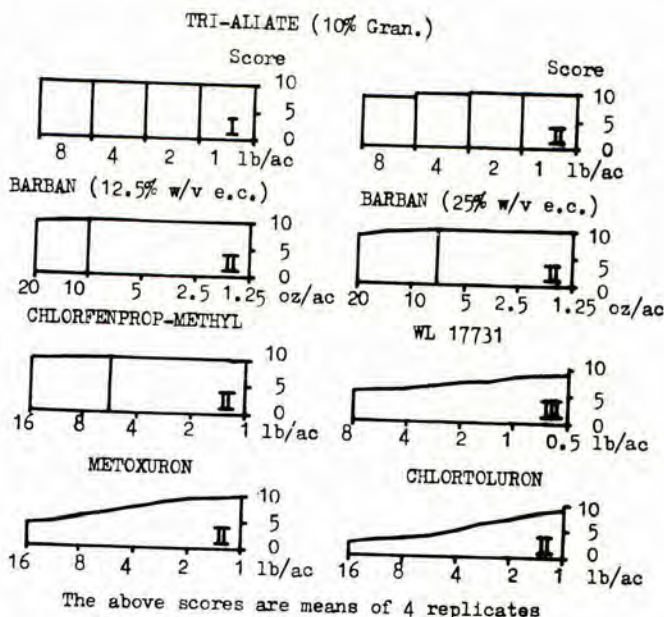 TRI-ALLATE (10% Gran.)
Score Score
10 10
5 5
I II
0 0
8 4 2 1 lb/ac 8 4 2 1 lb/ac
BARBAN (12.5% w/v e.c.) BARBAN (25% w/v e.c.)
10 10
5 5
II II
0 0
20 10 5 2.5 1.25 oz/ac 20 10 5 2.5 1.25 oz/ac
CHLORFENPROP-METHYL WL 17731
10 10
5 5
II III
0 0
16 8 4 2 1 lb/ac 8 4 2 1 0.5 lb/ac
METOXURON CHLORTOLURON
10 10
5 5
II II
0 0
16 8 4 2 1 lb/ac 16 8 4 2 1 lb/ac
The above scores are means of 4 replicates